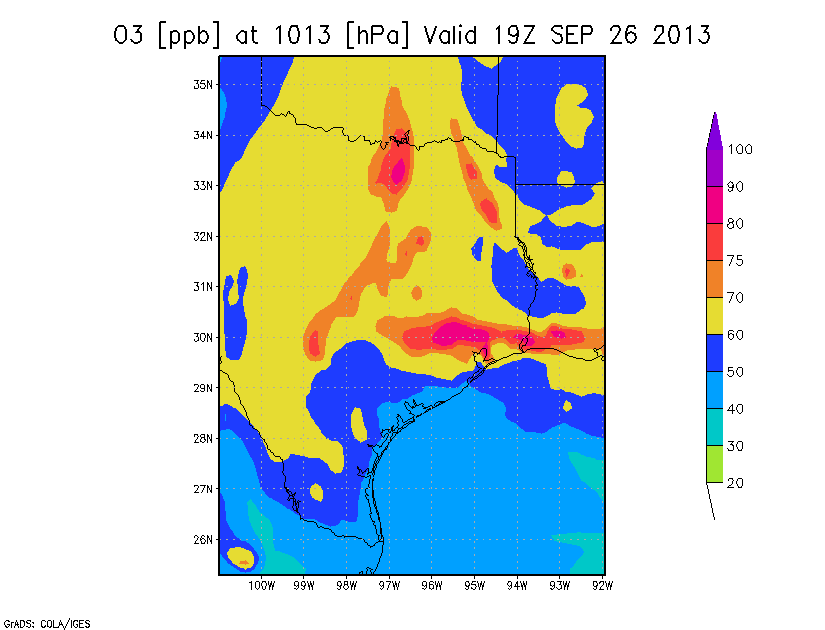 O3 [ppb] at 1013 [hPa] Valid 19Z SEP 26 2013
35N
34N
33N
32N
31N
30N
29N
28N
27N
26N
100W 99W 98W 97W 96W 95W 94W 93W 92W
100
90
80
75
70
60
50
40
30
20
GrADS: COLA/IGES